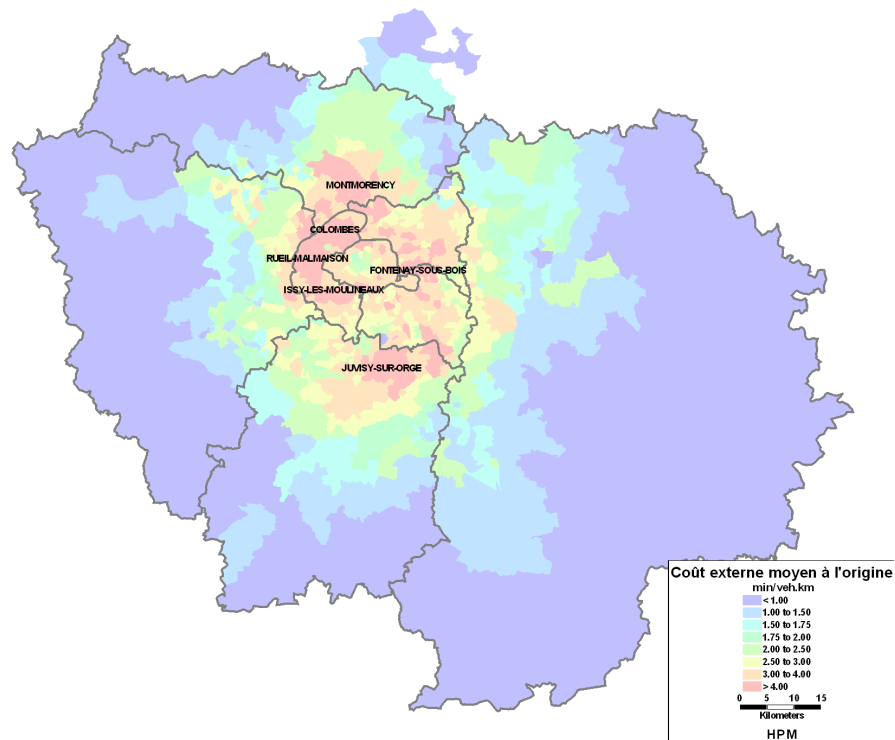 MONTMORENCY
COLOMBES
RUEIL-MALMAISON
FONTENAY-SOUS-BOIS
ISSY-LES-MOULINEAUX
JUVISY-SUR-ORGE
Coût externe moyen à l'origine
min/veh.km
< 1.00
1.00 to 1.50
1.50 to 1.75
1.75 to 2.00
2.00 to 2.50
2.50 to 3.00
3.00 to 4.00
> 4.00
0 5 10 15
Kilometers
HPM